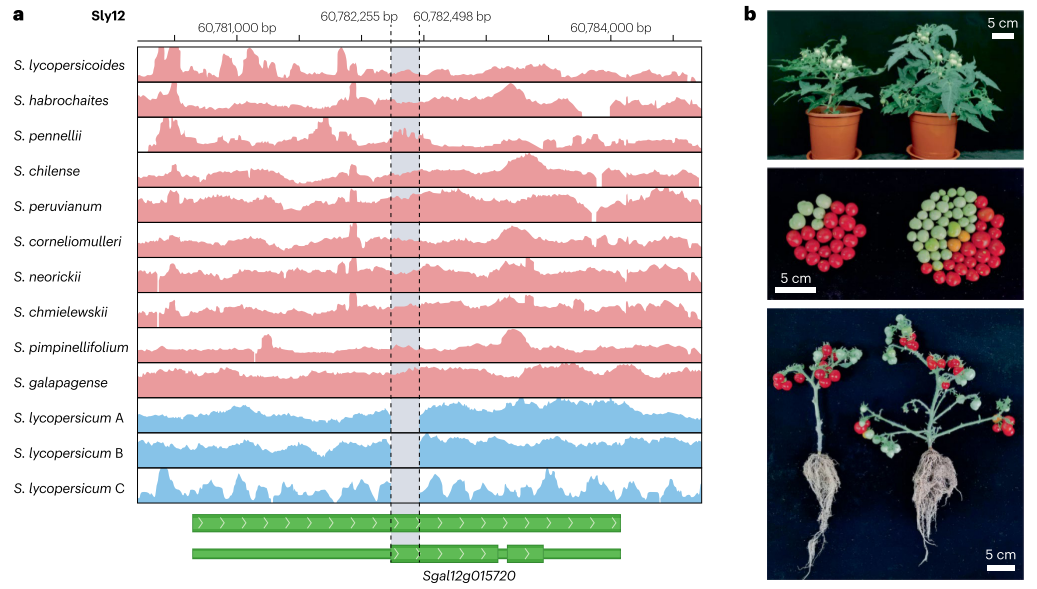 a
Sly12
60,782,255 bp
60,782,498 bp
60,781,000 bp
60,784,000 bp
S. lycopersicoides
S. habrochaites
S. pennellii
S. chilense
S. peruvianum
S. corneliomulleri
S. neorickii
S. chmielewskii
S. pimpinellifolium
S. galapagense
S. lycopersicum A
S. lycopersicum B
S. lycopersicum C
Sgal12g015720
b
5 cm
5 cm
5 cm